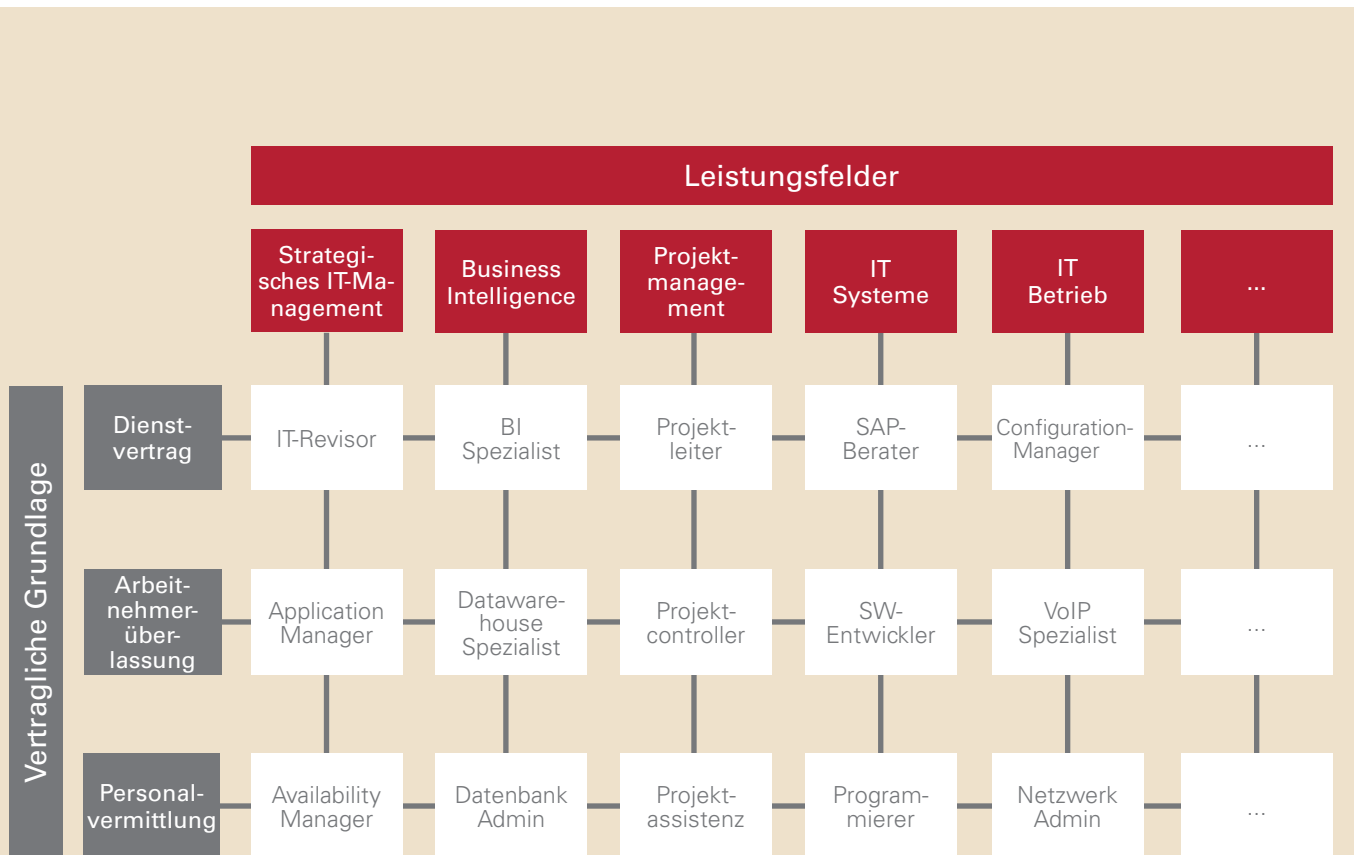 Leistungsfelder
Strategi-
sches IT-Ma-
nagement
Business
Intelligence
Projekt-
manage-
ment
IT
Systeme
IT
Betrieb
...
Vertragliche Grundlage
Dienst-
vertrag
IT-Revisor
BI
Spezialist
Projekt-
leiter
SAP-
Berater
Configuration-
Manager
...
Arbeit-
nehmer-
über-
lassung
Application
Manager
Dataware-
house
Spezialist
Projekt-
controller
SW-
Entwickler
VoIP
Spezialist
...
Personal-
vermittlung
Availability
Manager
Datenbank
Admin
Projekt-
assistenz
Program-
mierer
Netzwerk
Admin
...